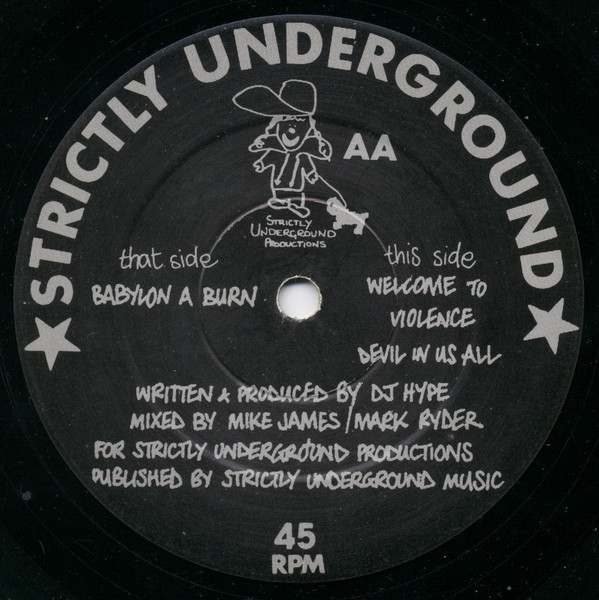 ★ STRICTLY UNDERGROUND ★
AA
STRICTLY
UNDERGROUND
PRODUCTIONS
that side
BABYLON A BURN
this side
WELCOME TO
VIOLENCE
DEVIL IN US ALL
WRITTEN & PRODUCED BY DJ HYPE
MIXED BY MIKE JAMES/MARK RYDER
FOR STRICTLY UNDERGROUND PRODUCTIONS
PUBLISHED BY STRICTLY UNDERGROUND MUSIC
45
RPM